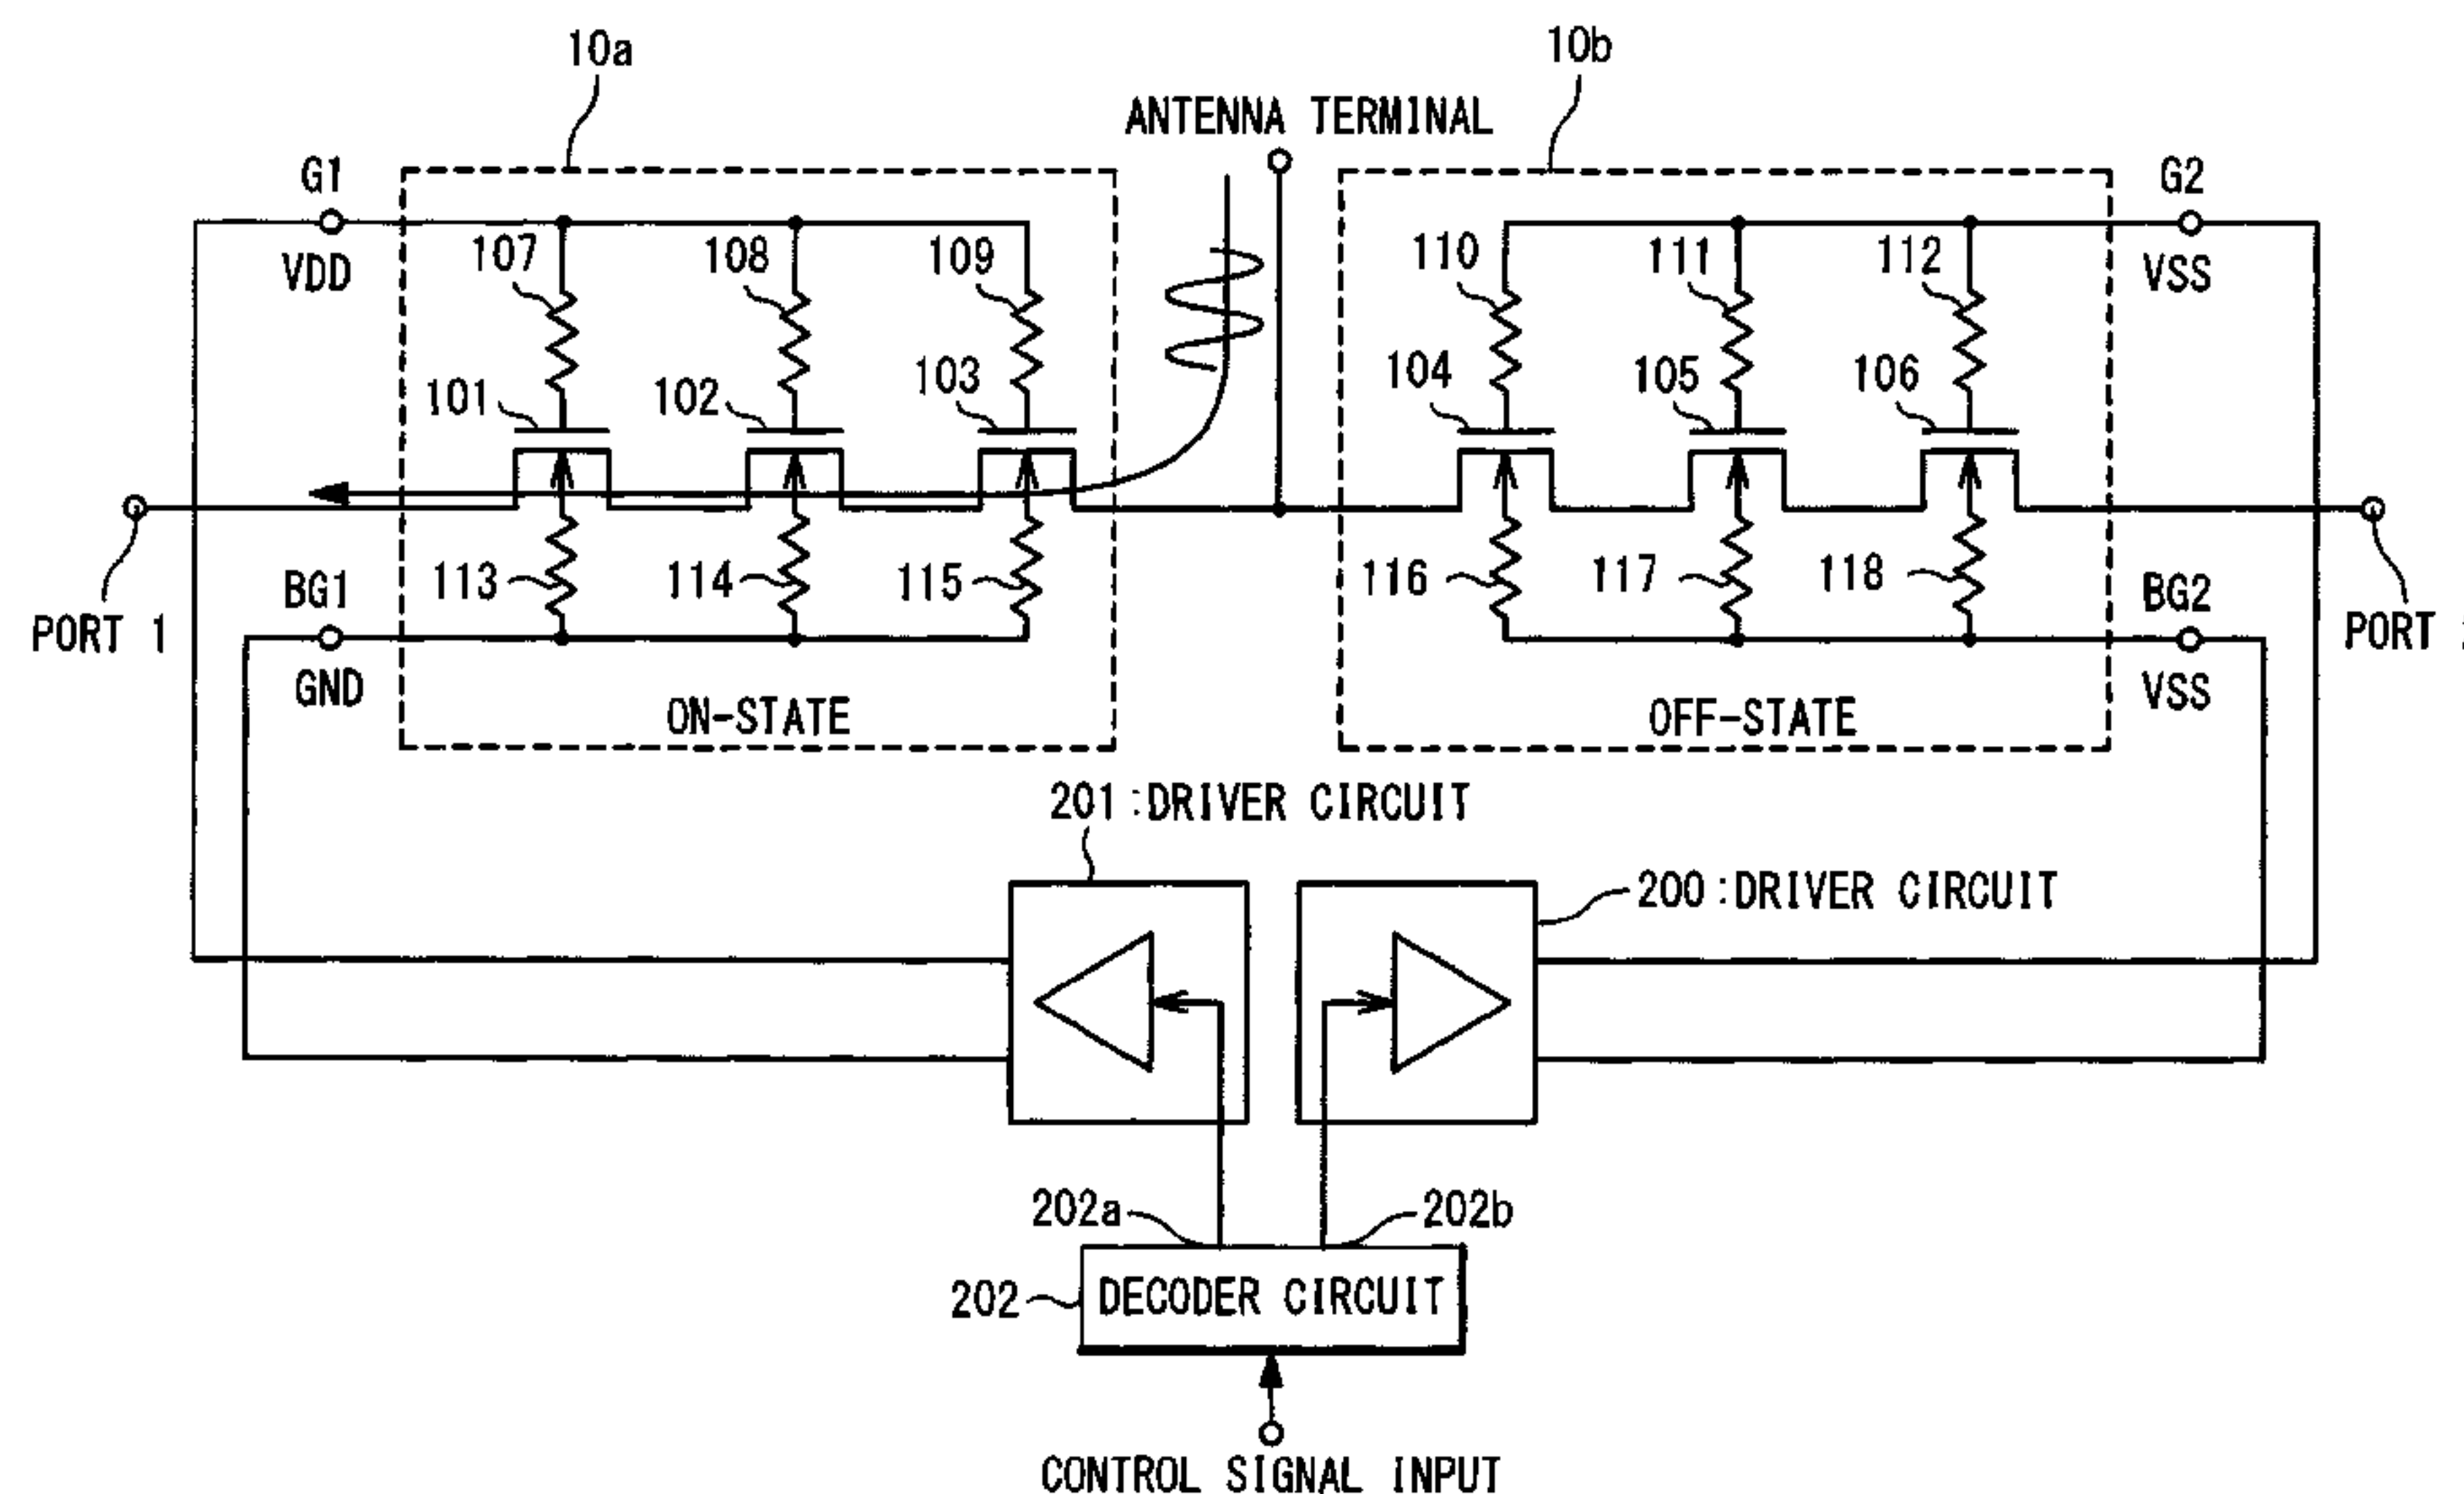 10a
10b
ANTENNA TERMINAL
G1
G2
VDD
107
108
109
110
111
112
VSS
101
102
103
104
105
106
BG1
113
114
115
116
117
118
BG2
PORT 1
PORT
GND
VSS
ON-STATE
OFF-STATE
201 : DRIVER CIRCUIT
200 : DRIVER CIRCUIT
202a
202b
202
DECODER CIRCUIT
CONTROL SIGNAL INPUT